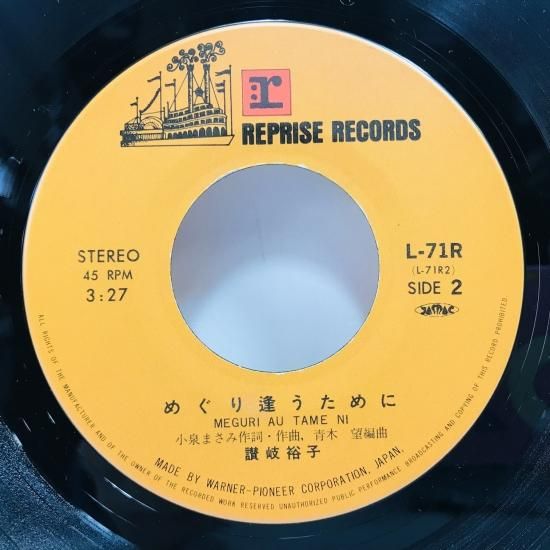 r
REPRISE RECORDS
STEREO
45 RPM
3:27
L-71R
(L-71R2)
SIDE 2
JASRAC
めぐり逢うために
MEGURI AU TAME NI
小泉まさみ作詞・作曲, 青木 望編曲
讃岐裕子
MADE BY WARNER-PIONEER CORPORATION, JAPAN.
ALL RIGHTS OF THE MANUFACTURER AND OF THE OWNER OF THE RECORDED WORK RESERVED UNAUTHORIZED PUBLIC PERFORMANCE BROADCASTING AND COPYING OF THIS RECORD PROHIBITED.